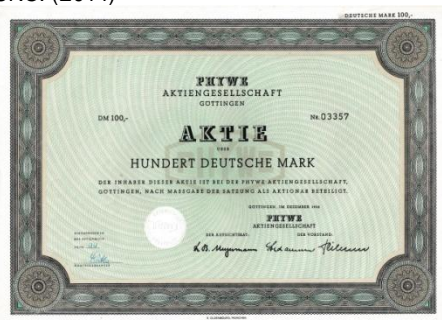 DEUTSCHE MARK 100,-
PHYWE
AKTIENGESELLSCHAFT
GÖTTINGEN
DM 100,-
Nr. 03357
AKTIE
ÜBER
HUNDERT DEUTSCHE MARK
DER INHABER DIESER AKTIE IST BEI DER PHYWE AKTIENGESELLSCHAFT,
GÖTTINGEN, NACH MASSGABE DER SATZUNG ALS AKTIONÄR BETEILIGT.
GÖTTINGEN, IM DEZEMBER
PHYWE
AKTIENGESELLSCHAFT
DER AUFSICHTSRAT:
DER VORSTAND: